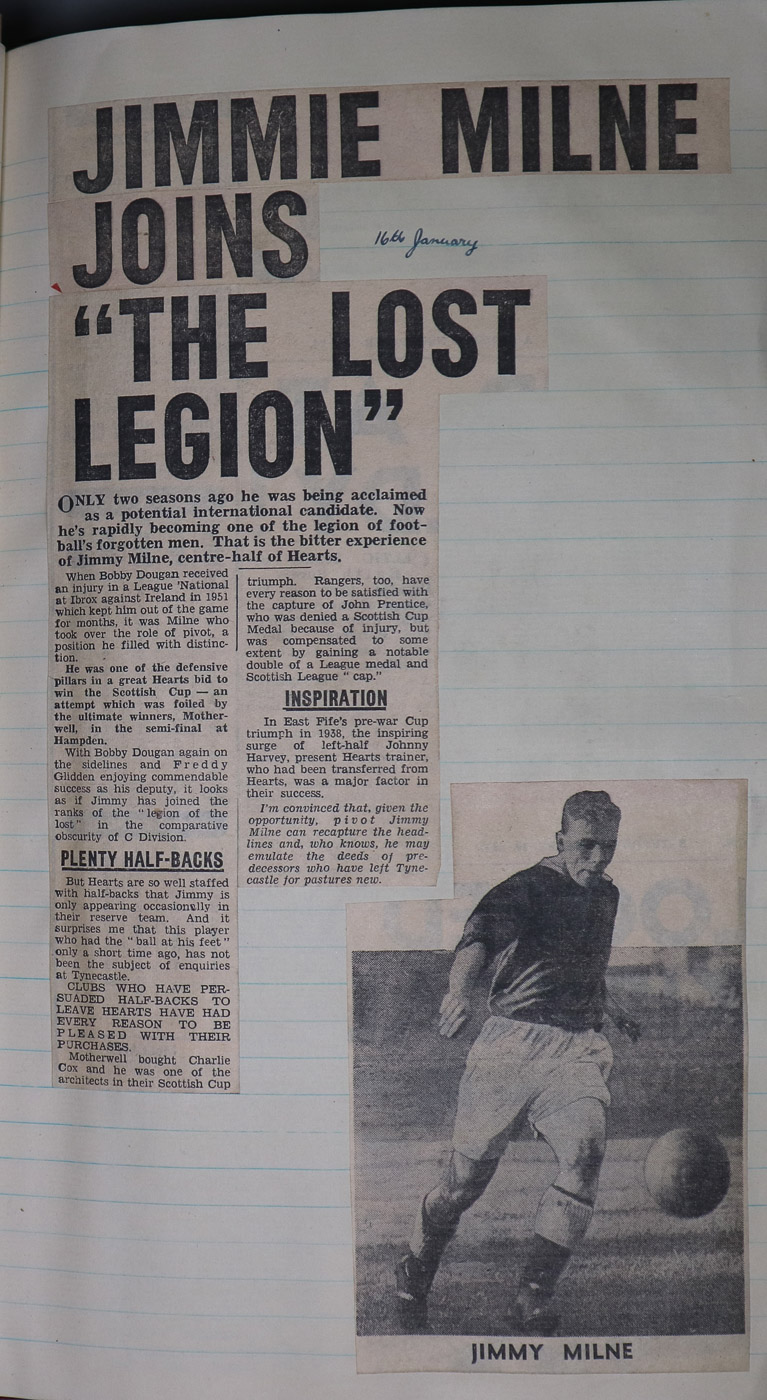 JIMMIE MILNE
JOINS
16th January
"THE LOST
LEGION"
ONLY two seasons ago he was being acclaimed
as a potential international candidate. Now
he's rapidly becoming one of the legion of foot-
ball's forgotten men. That is the bitter experience
of Jimmy Milne, centre-half of Hearts.
When Bobby Dougan received
an injury in a League 'National
at Ibrox against Ireland in 1951
which kept him out of the game
for months, it was Milne who
took over the role of pivot, a
position he filled with distinc-
tion.
He was one of the defensive
pillars in a great Hearts bid to
win the Scottish Cup — an
attempt which was foiled by
the ultimate winners, Mother-
well, in the semi-final at
Hampden.
With Bobby Dougan again on
the sidelines and Freddy
Glidden enjoying commendable
success as his deputy, it looks
as if Jimmy has joined the
ranks of the "legion of the
lost" in the comparative
obscurity of C Division.
PLENTY HALF-BACKS
But Hearts are so well staffed
with half-backs that Jimmy is
only appearing occasionally in
their reserve team. And it
surprises me that this player
who had the "ball at his feet"
only a short time ago, has not
been the subject of enquiries
at Tynecastle.
CLUBS WHO HAVE PER-
SUADED HALF-BACKS TO
LEAVE HEARTS HAVE HAD
EVERY REASON TO BE
PLEASED WITH THEIR
PURCHASES.
Motherwell bought Charlie
Cox and he was one of the
architects in their Scottish Cup
triumph. Rangers, too, have
every reason to be satisfied with
the capture of John Prentice,
who was denied a Scottish Cup
Medal because of injury, but
was compensated to some
extent by gaining a notable
double of a League medal and
Scottish League "cap."
INSPIRATION
In East Fife's pre-war Cup
triumph in 1938, the inspiring
surge of left-half Johnny
Harvey, present Hearts trainer,
who had been transferred from
Hearts, was a major factor in
their success.
I'm convinced that, given the
opportunity, pivot Jimmy
Milne can recapture the head-
lines and, who knows, he may
emulate the deeds of pre-
decessors who have left Tyne-
castle for pastures new.
JIMMY MILNE